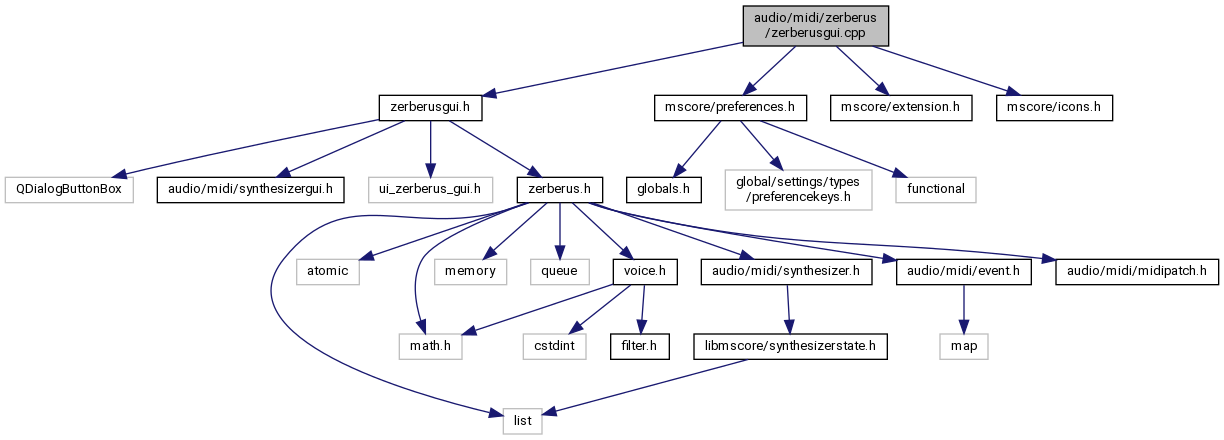 audio/midi/zerberus
/zerberusgui.cpp
zerberusgui.h
mscore/preferences.h
mscore/extension.h
mscore/icons.h
QDialogButtonBox
audio/midi/synthesizergui.h
ui_zerberus_gui.h
zerberus.h
globals.h
global/settings/types
/preferencekeys.h
functional
atomic
memory
queue
voice.h
audio/midi/synthesizer.h
audio/midi/event.h
audio/midi/midipatch.h
math.h
cstdint
filter.h
libmscore/synthesizerstate.h
map
list